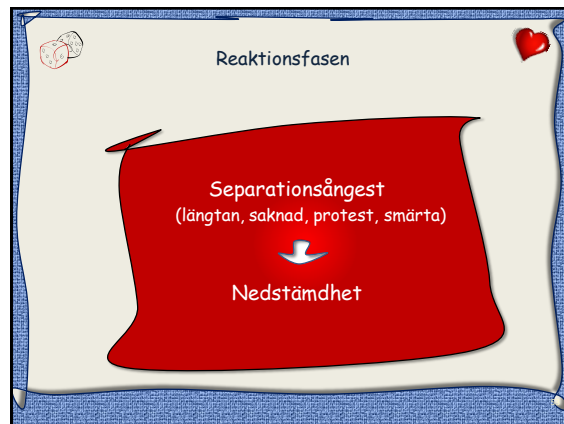 Reaktionsfasen
Separationsångest
(längtan, saknad, protest, smärta)
Nedstämdhet